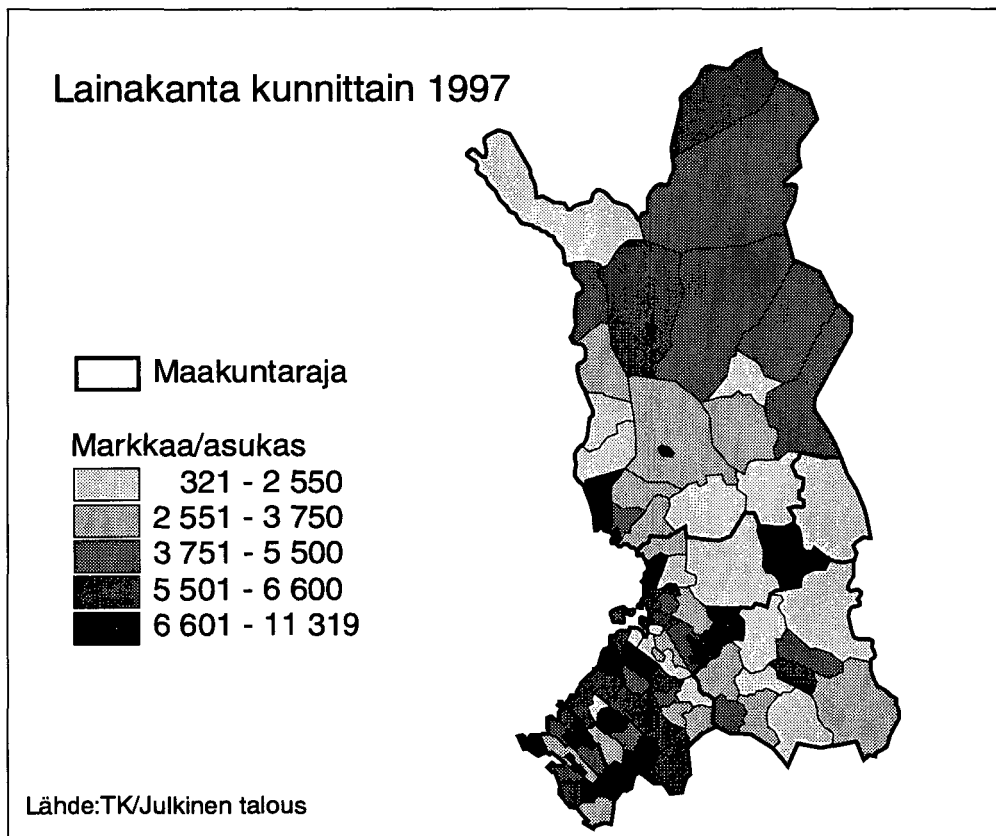 Lainakanta kunnittain 1997
Maakuntaraja
Markkaa/asukas
321 - 2 550
2 551 - 3 750
3 751 - 5 500
5 501 - 6 600
6 601 - 11 319
Lähde:TK/Julkinen talous